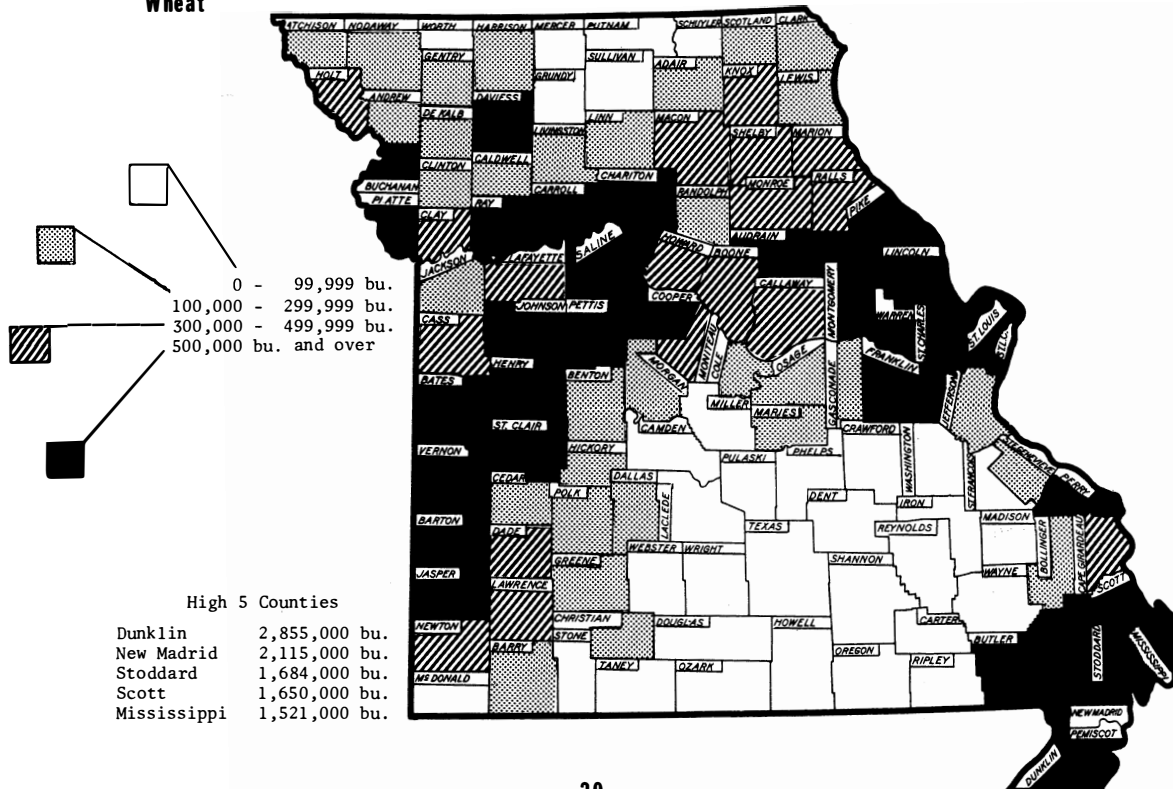 Wheat
ATCHISON NODAWAY WORTH HARRISON MERCER PUTNAM SCHUYLER SCOTLAND CLARK
GENTRY SULLIVAN ADAIR
HOLT GRUNDY KNOX LEWIS
ANDREW DAVIESS
DE KALB LINN MACON
LIVINGSTON SHELBY MARION
CLINTON CALDWELL
CHARITON RALLS
BUCHANAN CARROLL RANDOLPH MONROE
PLATTE RAY
CLAY PIKE
AUDRAIN
HOWARD BOONE
SALINE LINCOLN
JACKSON LAFAYETTE
CALLAWAY MONTGOMERY
0 - 99,999 bu.
100,000 - 299,999 bu.
300,000 - 499,999 bu.
500,000 bu. and over
JOHNSON PETTIS COOPER
WARREN ST.CHARLES ST.LOUIS
CASS
MONITEAU COLE OSAGE GASCONADE FRANKLIN
HENRY MORGAN
BATES BENTON
JEFFERSON
MILLER MARIES
ST. CLAIR CAMDEN CRAWFORD WASHINGTON
VERNON HICKORY PULASKI PHELPS ST.FRANCOIS STE.GENEVIEVE
CEDAR DALLAS PERRY
POLK LACLEDE DENT IRON
BARTON TEXAS REYNOLDS MADISON
DADE BOLLINGER CAPE GIRARDEAU
GREENE WEBSTER WRIGHT SHANNON
JASPER WAYNE
LAWRENCE SCOTT
High 5 Counties
Dunklin 2,855,000 bu.
New Madrid 2,115,000 bu.
Stoddard 1,684,000 bu.
Scott 1,650,000 bu.
Mississippi 1,521,000 bu.
NEWTON CHRISTIAN DOUGLAS HOWELL CARTER
STONE BUTLER STODDARD MISSISSIPPI
BARRY OREGON
TANEY OZARK RIPLEY
McDONALD
NEW MADRID
PEMISCOT
DUNKLIN